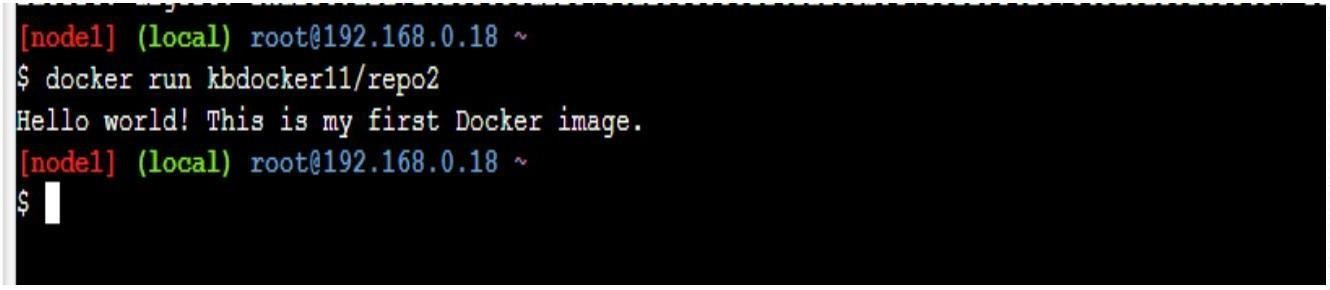 [node1] (local) root@192.168.0.18 ~
$ docker run kbdocker11/repo2
Hello world! This is my first Docker image.
[node1] (local) root@192.168.0.18 ~
$